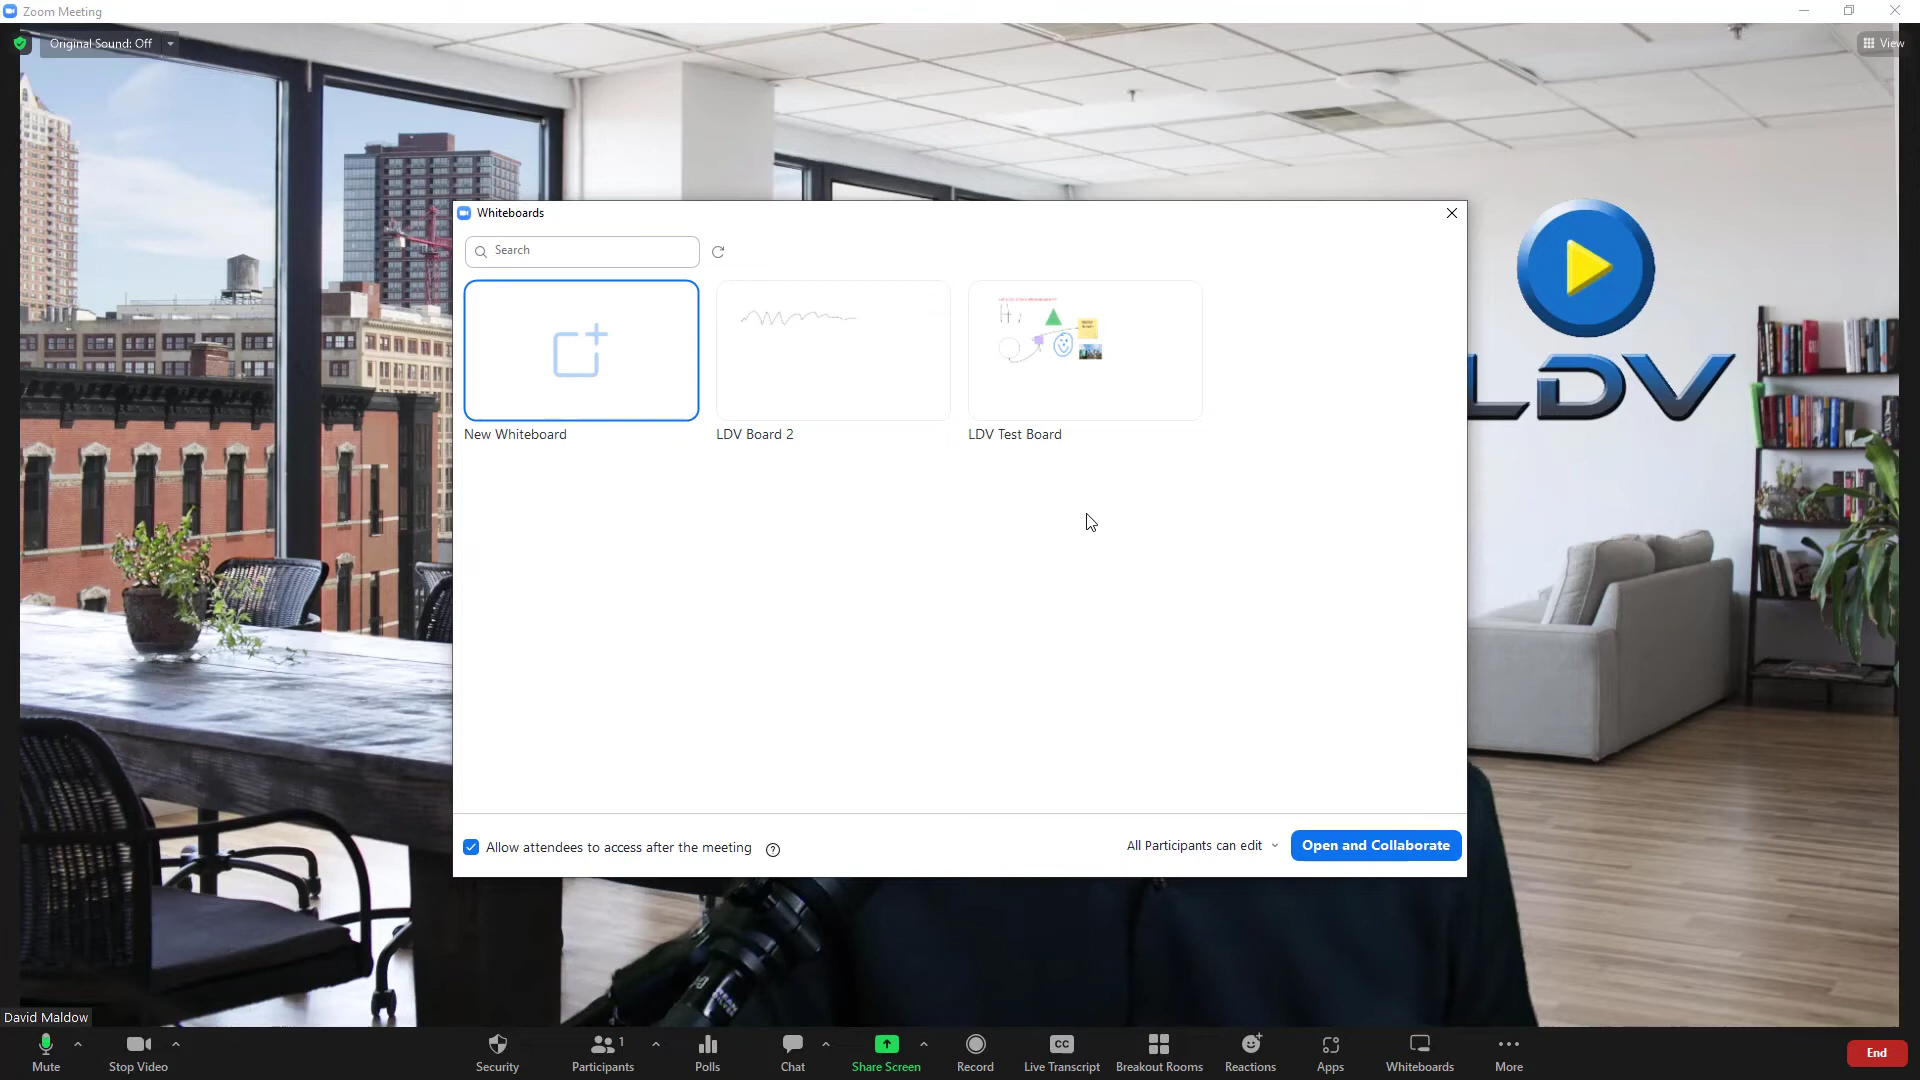 Zoom Meeting
Original Sound: Off
View
Whiteboards
Search
New Whiteboard
LDV Board 2
LDV Test Board
Hi
LDV
Allow attendees to access after the meeting
All Participants can edit
Open and Collaborate
David Maldow
Mute
Stop Video
Security
Participants
1
Polls
Chat
Share Screen
Record
CC
Live Transcript
Breakout Rooms
Reactions
Apps
Whiteboards
More
End